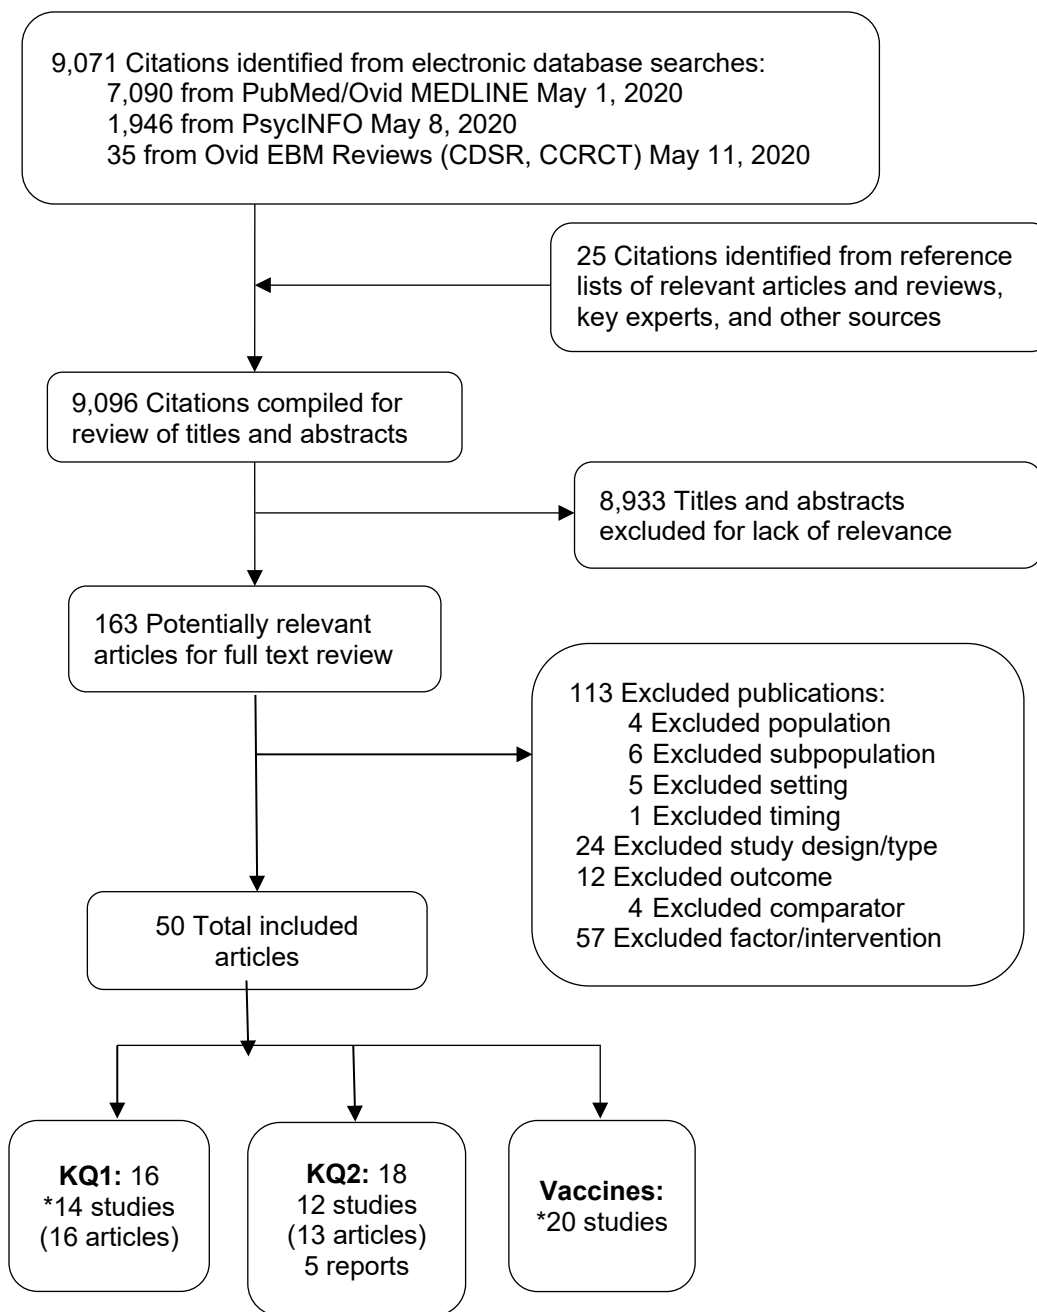 9,071 Citations identified from electronic database searches:
7,090 from PubMed/Ovid MEDLINE May 1, 2020
1,946 from PsycINFO May 8, 2020
35 from Ovid EBM Reviews (CDSR, CCRCT) May 11, 2020
25 Citations identified from reference
lists of relevant articles and reviews,
key experts, and other sources
9,096 Citations compiled for
review of titles and abstracts
8,933 Titles and abstracts
excluded for lack of relevance
163 Potentially relevant
articles for full text review
113 Excluded publications:
4 Excluded population
6 Excluded subpopulation
5 Excluded setting
1 Excluded timing
24 Excluded study design/type
12 Excluded outcome
4 Excluded comparator
57 Excluded factor/intervention
50 Total included
articles
KQ1: 16
*14 studies
(16 articles)
KQ2: 18
12 studies
(13 articles)
5 reports
Vaccines:
*20 studies